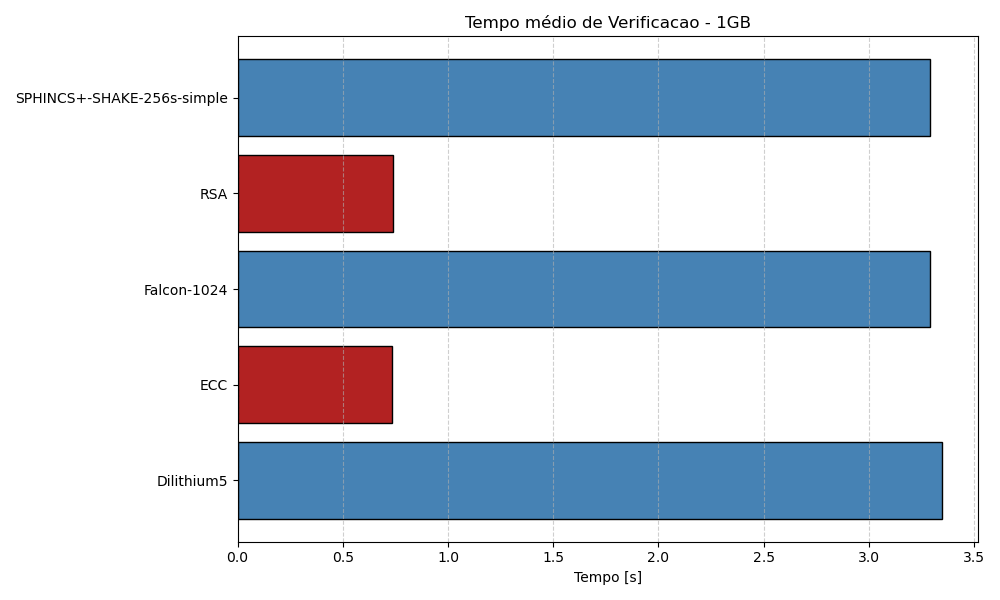 Tempo médio de Verificacao - 1GB
SPHINCS+-SHAKE-256s-simple
RSA
Falcon-1024
ECC
Dilithium5
0.0 0.5 1.0 1.5 2.0 2.5 3.0 3.5
Tempo [s]